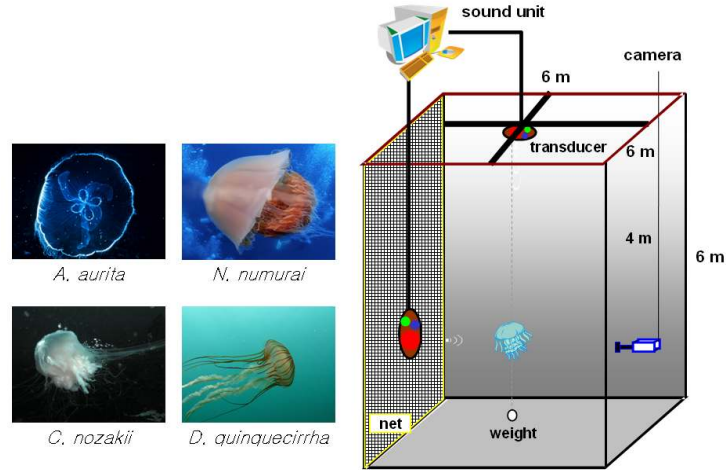 sound unit
camera
6 m
transducer
6 m
4 m
6 m
A. aurita
N. numurai
C. nozakii
D. quinquecirrha
net
weight